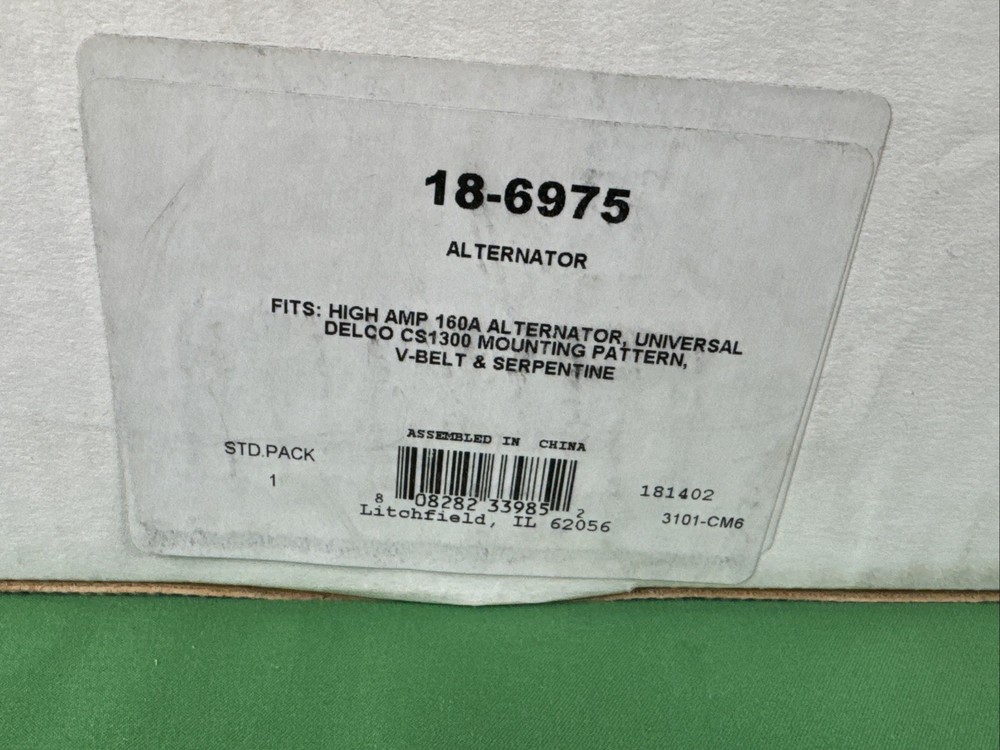 18-6975
ALTERNATOR
FITS: HIGH AMP 160A ALTERNATOR, UNIVERSAL
DELCO CS1300 MOUNTING PATTERN,
V-BELT & SERPENTINE
ASSEMBLED IN CHINA
STD.PACK
1
8 08282 33985 2
Litchfield, IL 62056
181402
3101-CM6